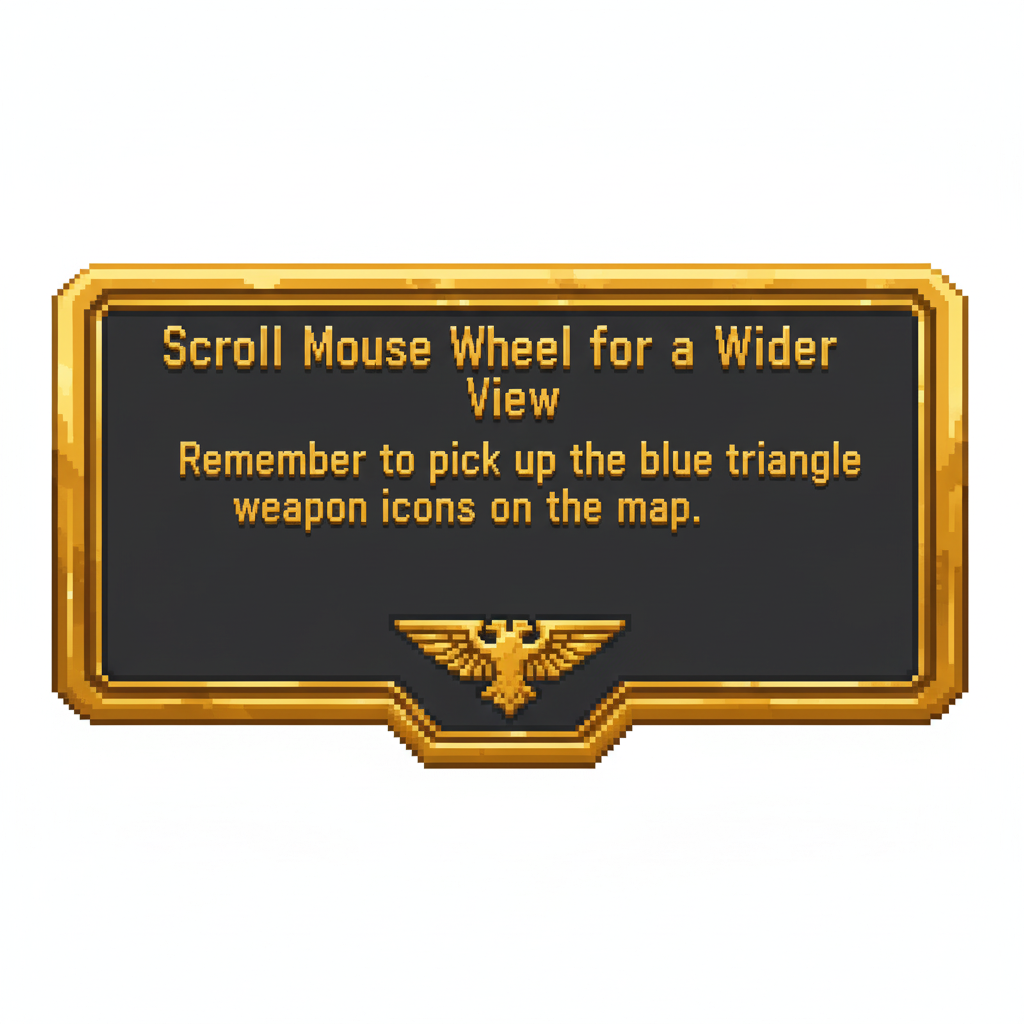 Scroll Mouse Wheel for a Wider
View
Remember to pick up the blue triangle
weapon icons on the map.